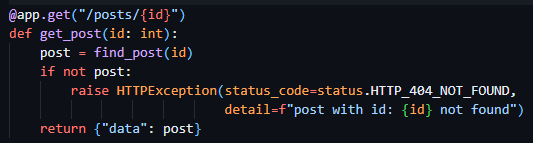 @app.get("/posts/{id}")
def get_post(id: int):
    post = find_post(id)
    if not post:
        raise HTTPException(status_code=status.HTTP_404_NOT_FOUND,
                            detail=f"post with id: {id} not found")
    return {"data": post}